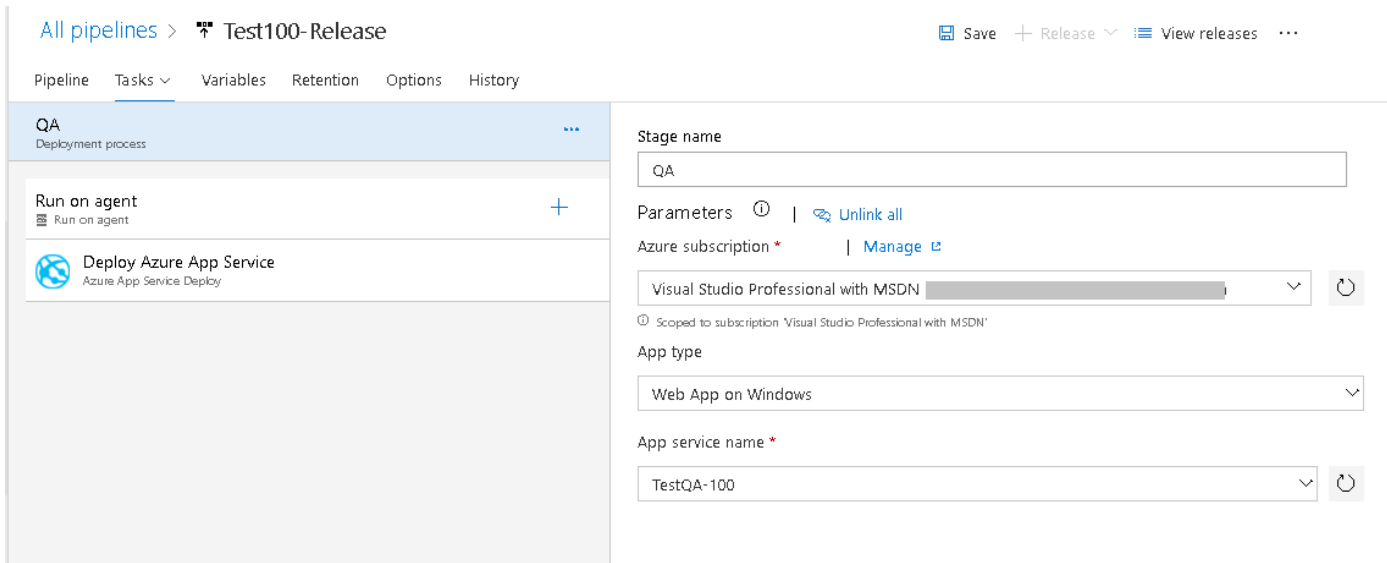 All pipelines > Test100-Release
Save + Release View releases ...
Pipeline Tasks Variables Retention Options History
QA
Deployment process
...
Run on agent
Run on agent
+
Deploy Azure App Service
Azure App Service Deploy
Stage name
QA
Parameters | Unlink all
Azure subscription * | Manage
Visual Studio Professional with MSDN
Scoped to subscription 'Visual Studio Professional with MSDN'
App type
Web App on Windows
App service name *
TestQA-100